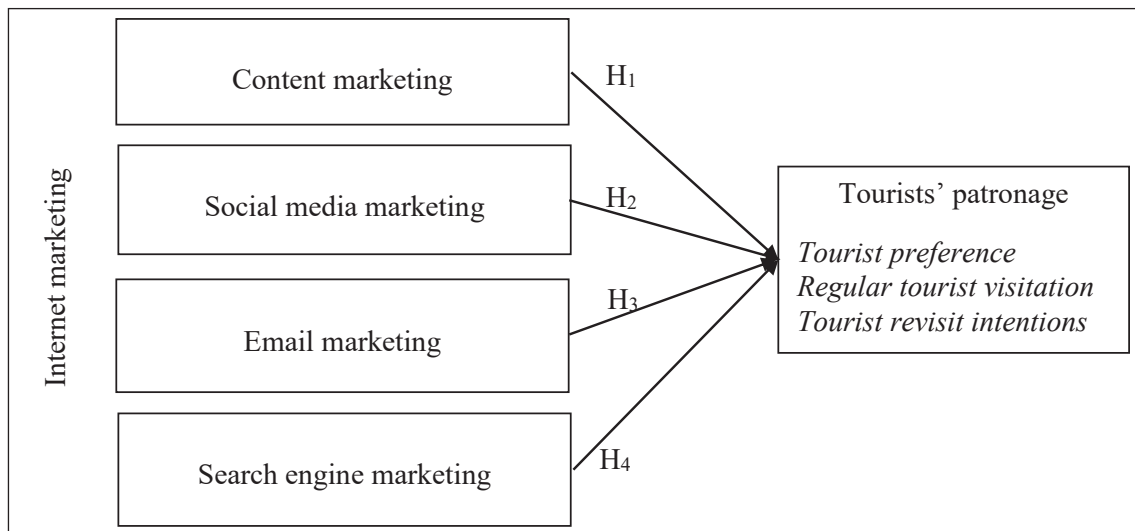 Internet marketing
Content marketing
H1
Social media marketing
H2
Email marketing
H3
Search engine marketing
H4
Tourists’ patronage
Tourist preference
Regular tourist visitation
Tourist revisit intentions